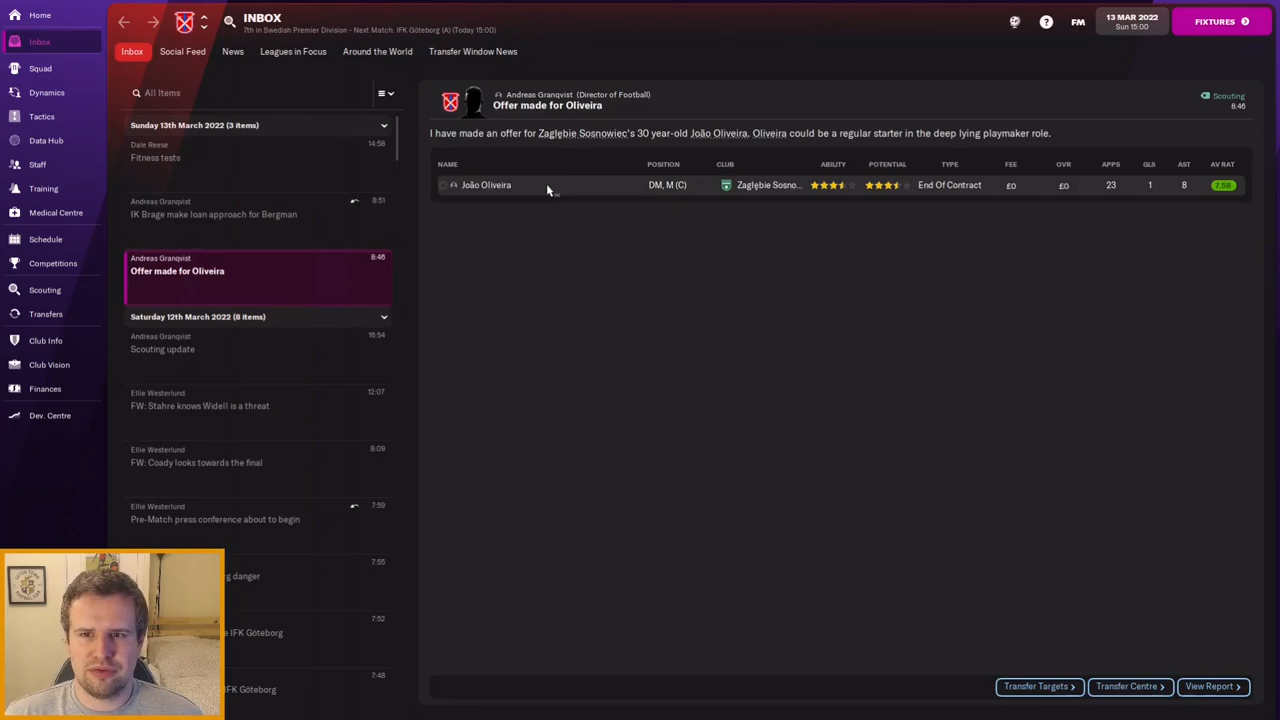 Home
Inbox
Squad
Dynamics
Tactics
Data Hub
Staff
Training
Medical Centre
Schedule
Competitions
Scouting
Transfers
Club Info
Club Vision
Finances
Dev. Centre
INBOX
7th in Swedish Premier Division - Next Match: IFK Göteborg (A) (Today 15:00)
FM
13 MAR 2022
Sun 15:00
FIXTURES
Inbox Social Feed News Leagues in Focus Around the World Transfer Window News
All Items
Sunday 13th March 2022 (3 items)
Dale Reese 14:58
Fitness tests
Andreas Granqvist 8:51
IK Brage make loan approach for Bergman
Andreas Granqvist 8:46
Offer made for Oliveira
Saturday 12th March 2022 (8 items)
Andreas Granqvist 16:54
Scouting update
Ellie Westerlund 12:07
FW: Stahre knows Widell is a threat
Ellie Westerlund 8:09
FW: Coady looks towards the final
Ellie Westerlund 7:59
Pre-Match press conference about to begin
7:55
danger
7:52
IFK Göteborg
7:48
FK Göteborg
Andreas Granqvist (Director of Football)
Offer made for Oliveira
Scouting
8:46
I have made an offer for Zagłębie Sosnowiec's 30 year-old João Oliveira. Oliveira could be a regular starter in the deep lying playmaker role.
NAME POSITION CLUB ABILITY POTENTIAL TYPE FEE OVR APPS GLS AST AV RAT
João Oliveira DM, M (C) Zagłębie Sosno... End Of Contract £0 £0 23 1 8 7.58
Transfer Targets Transfer Centre View Report